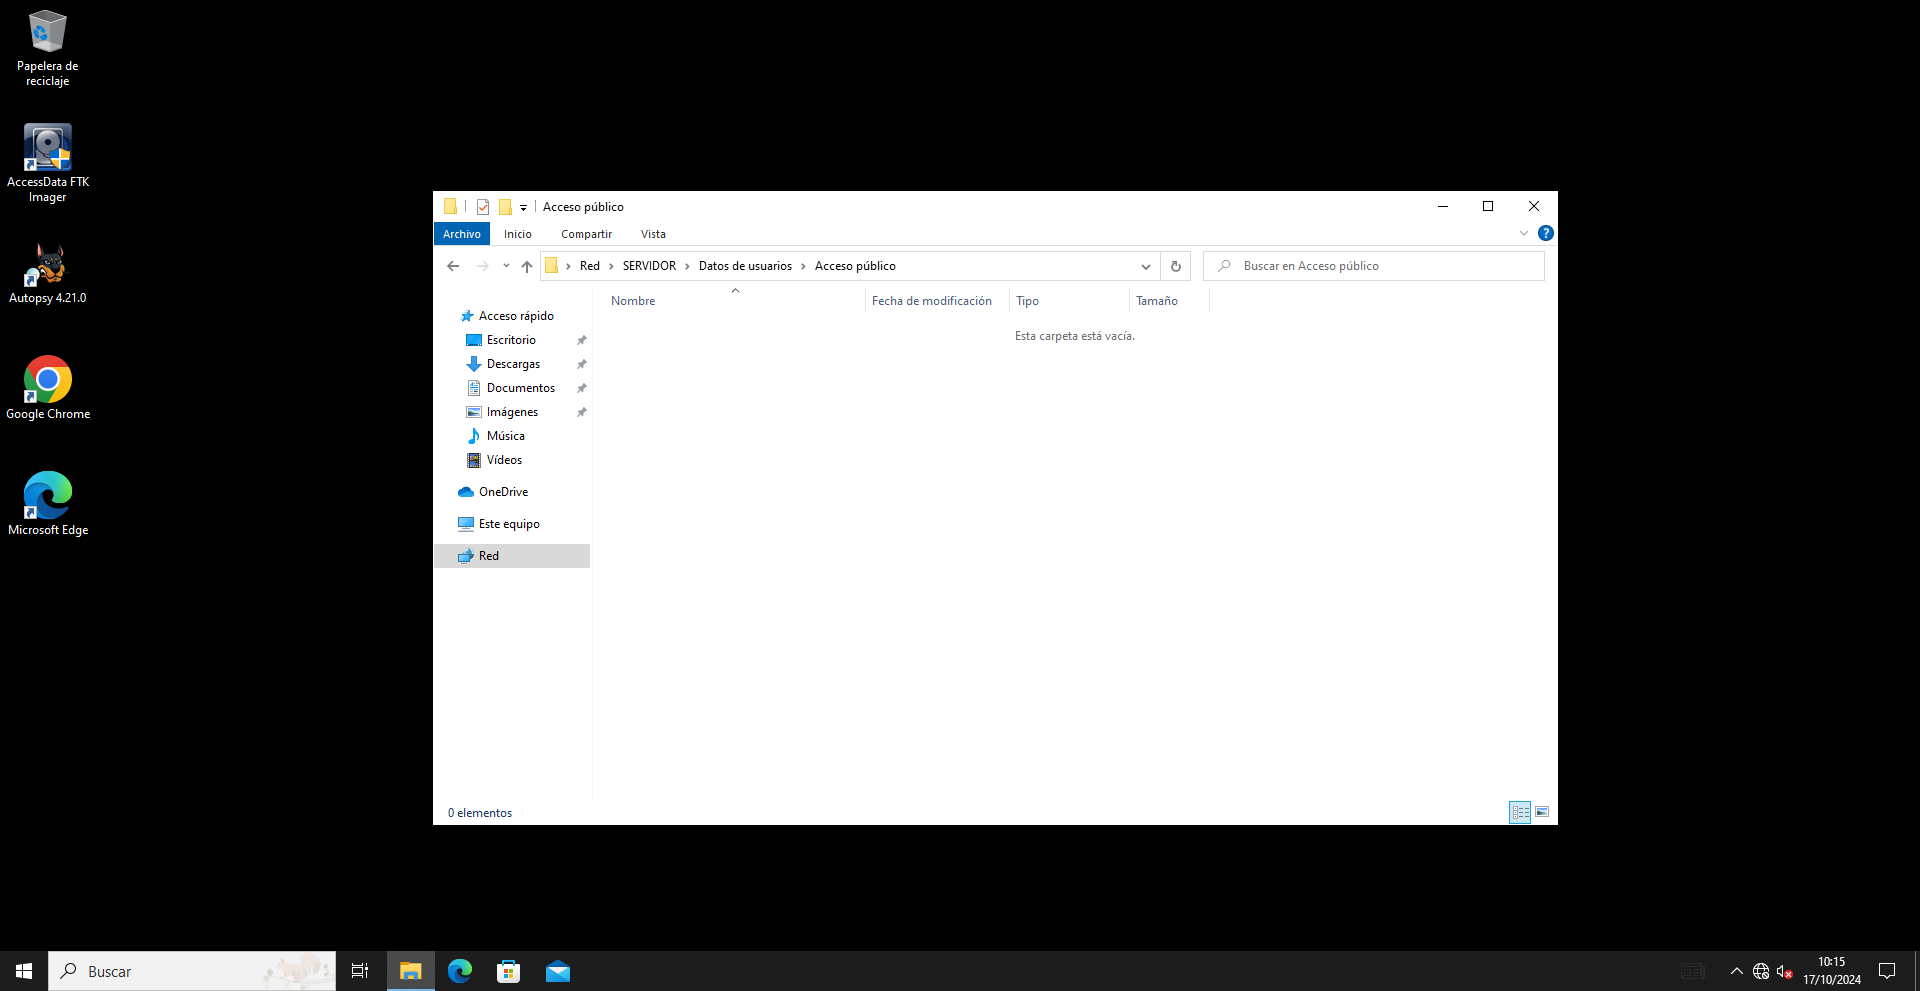 Papelera de
reciclaje
AccessData FTK
Imager
Autopsy 4.21.0
Google Chrome
Microsoft Edge
Acceso público
Archivo Inicio Compartir Vista
Red SERVIDOR Datos de usuarios Acceso público
Buscar en Acceso público
Acceso rápido
Escritorio
Descargas
Documentos
Imágenes
Música
Vídeos
OneDrive
Este equipo
Red
Nombre Fecha de modificación Tipo Tamaño
Esta carpeta está vacía.
0 elementos
Buscar
10:15
17/10/2024